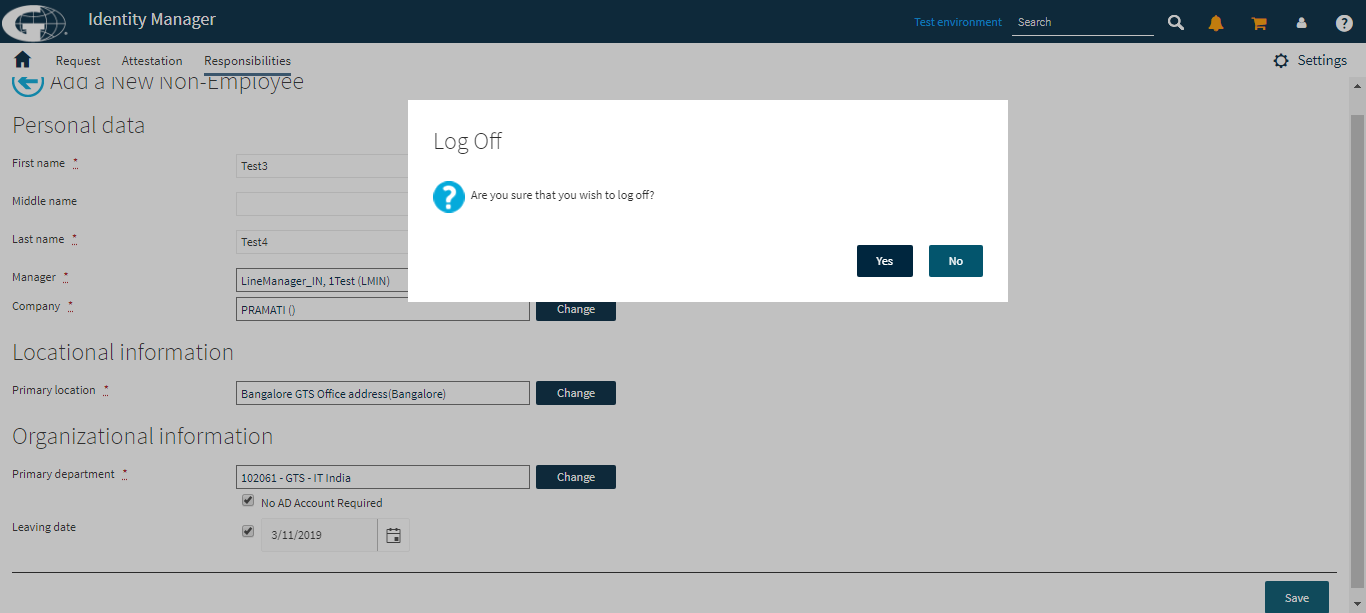 Identity Manager
Test environment
Search
?
Request
Attestation
Responsibilities
Settings
Add a New Non-Employee
Personal data
First name *
Test3
Middle name
Last name *
Test4
Manager *
LineManager_IN, 1Test (LMIN)
Company *
PRAMATI ()
Change
Log Off
? Are you sure that you wish to log off?
Yes
No
Locational information
Primary location *
Bangalore GTS Office address(Bangalore)
Change
Organizational information
Primary department *
102061 - GTS - IT India
Change
No AD Account Required
Leaving date
3/11/2019
Save